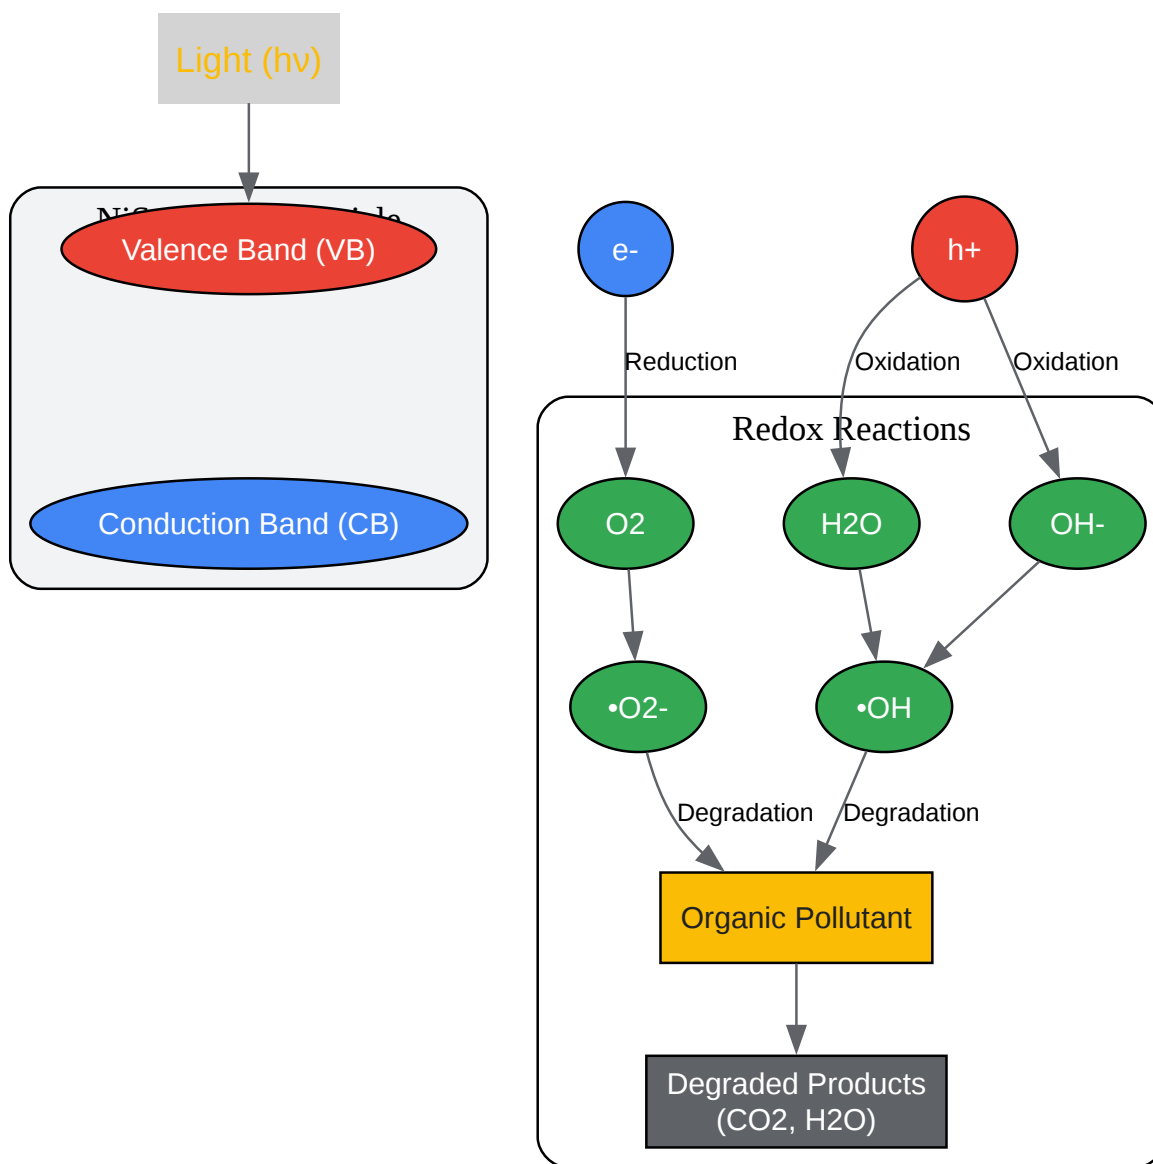 Light (hν)
Valence Band (VB)
Conduction Band (CB)
e-
h+
Reduction
Oxidation
Oxidation
Redox Reactions
O2
H2O
OH-
•O2-
•OH
Degradation
Degradation
Organic Pollutant
Degraded Products
(CO2, H2O)